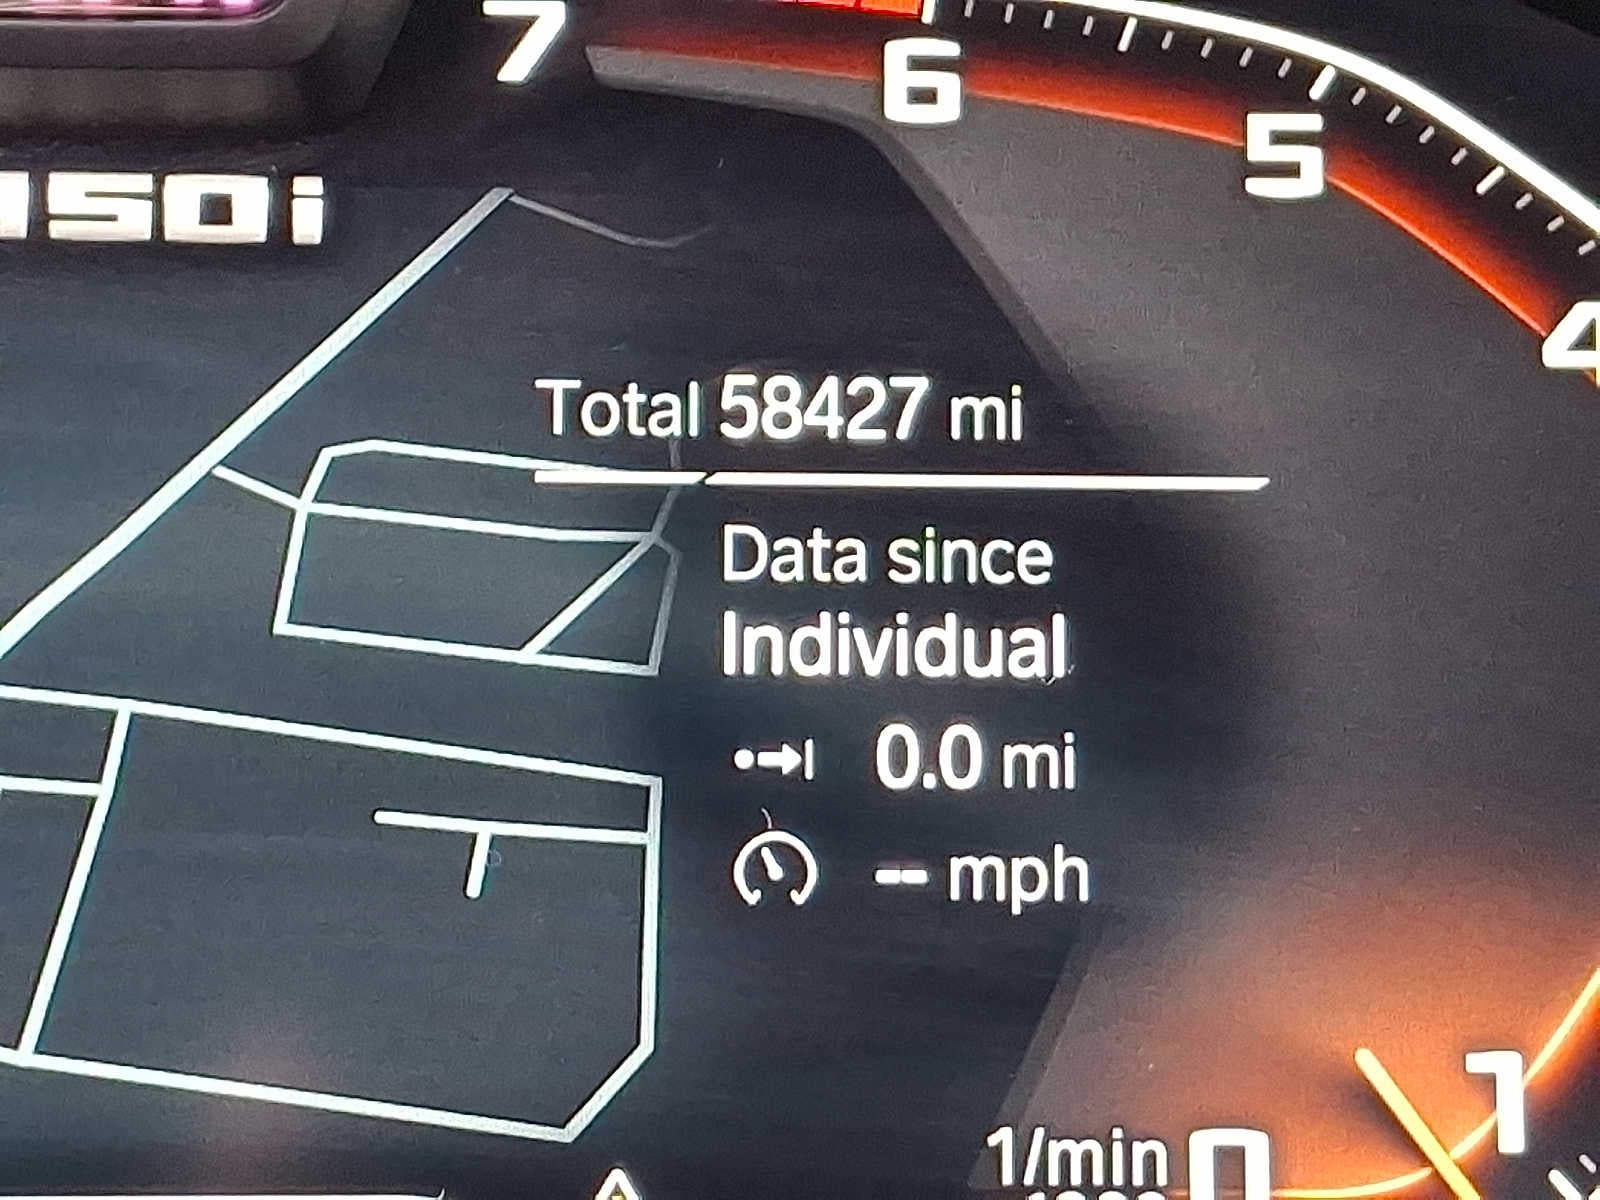 7
6
5
4
50i
Total 58427 mi
Data since
Individual
0.0 mi
-- mph
1
1/min 0